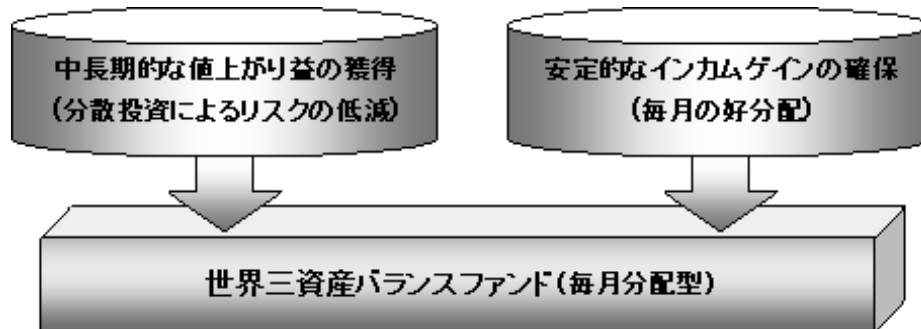 中長期的な値上がり益の獲得
(分散投資によるリスクの低減)
安定的なインカムゲインの確保
(毎月の好分配)
世界三資産バランスファンド(毎月分配型)